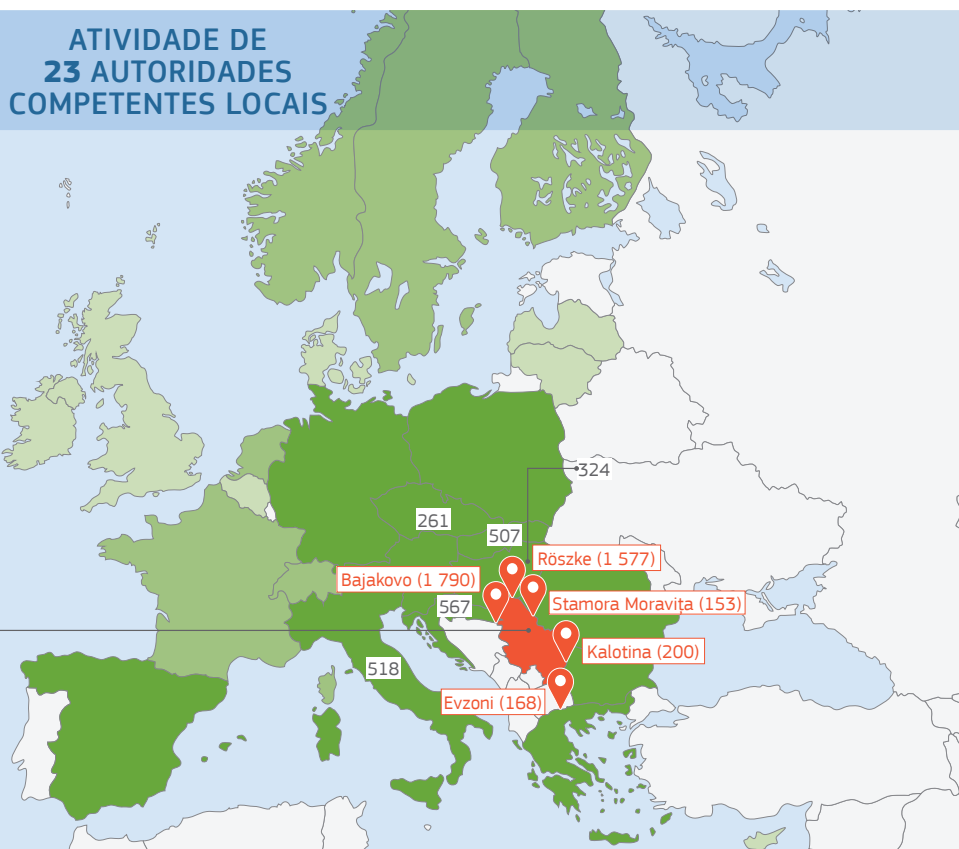 ATIVIDADE DE
23 AUTORIDADES
COMPETENTES LOCAIS
324
261
507
Röszke (1 577)
Bajakovo (1 790)
567
Stamora Moravița (153)
Kalotina (200)
518
Evzoni (168)